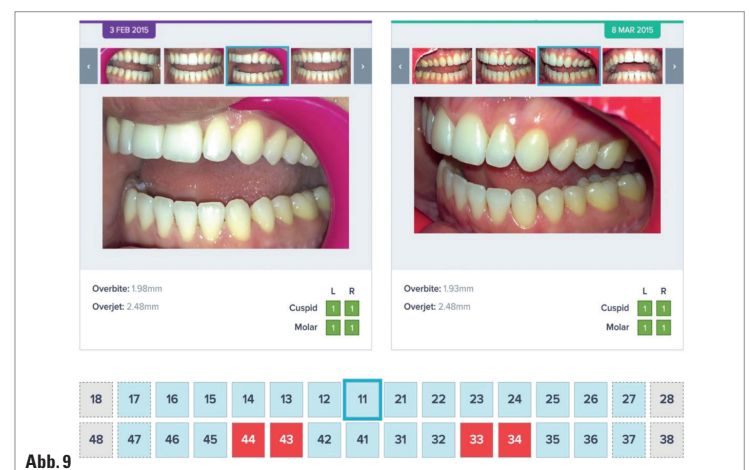 3 FEB 2015
8 MAR 2015
Overbite: 1.98mm
Overjet: 2.48mm
L R
Cuspid 1 1
Molar 1 1
Overbite: 1.93mm
Overjet: 2.48mm
L R
Cuspid 1 1
Molar 1 1
18 17 16 15 14 13 12 11 21 22 23 24 25 26 27 28
48 47 46 45 44 43 42 41 31 32 33 34 35 36 37 38
Abb. 9